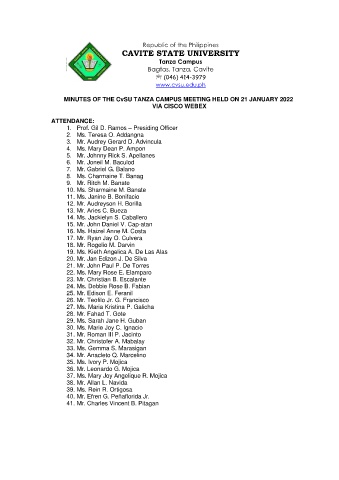 Republic of the Philippines
CAVITE STATE UNIVERSITY
Tanza Campus
Bagtas, Tanza, Cavite
☏ (046) 414-3979
www.cvsu.edu.ph
MINUTES OF THE CvSU TANZA CAMPUS MEETING HELD ON 21 JANUARY 2022
VIA CISCO WEBEX
ATTENDANCE:
1. Prof. Gil D. Ramos – Presiding Officer
2. Ms. Teresa O. Addangna
3. Mr. Audrey Gerard D. Advincula
4. Ms. Mary Dean P. Ampon
5. Mr. Johnny Rick S. Apellanes
6. Mr. Joneil M. Baculod
7. Mr. Gabriel G. Balano
8. Ms. Charmaine T. Banag
9. Mr. Ritch M. Banate
10. Ms. Sharmaine M. Banate
11. Ms. Janine B. Bonifacio
12. Mr. Audreyson H. Borilla
13. Mr. Aries C. Bueza
14. Ms. Jackielyn S. Caballero
15. Mr. John Daniel V. Cap-atan
16. Ms. Hazel Anne M. Costa
17. Mr. Ryan Jay O. Culvera
18. Mr. Rogelio M. Darvin
19. Ms. Kieth Angelica A. De Las Alas
20. Mr. Jan Edizon J. De Silva
21. Mr. John Paul P. De Torres
22. Ms. Mary Rose E. Elamparo
23. Mr. Christian B. Escalante
24. Ms. Debbie Rose B. Fabian
25. Mr. Edison E. Feranil
26. Mr. Teofilo Jr. G. Francisco
27. Ms. Maria Kristina P. Galicha
28. Mr. Fahad T. Gote
29. Ms. Sarah Jane H. Guban
30. Ms. Marie Joy C. Ignacio
31. Mr. Roman III P. Jacinto
32. Mr. Christofer A. Mabalay
33. Ms. Gemma S. Marasigan
34. Mr. Anacleto Q. Marcelino
35. Ms. Ivory P. Mojica
36. Mr. Leonardo G. Mojica
37. Ms. Mary Joy Angelique R. Mojica
38. Mr. Allan L. Navida
39. Ms. Rein R. Ortigosa
40. Mr. Efren G. Peñaflorida Jr.
41. Mr. Charles Vincent B. Pitagan